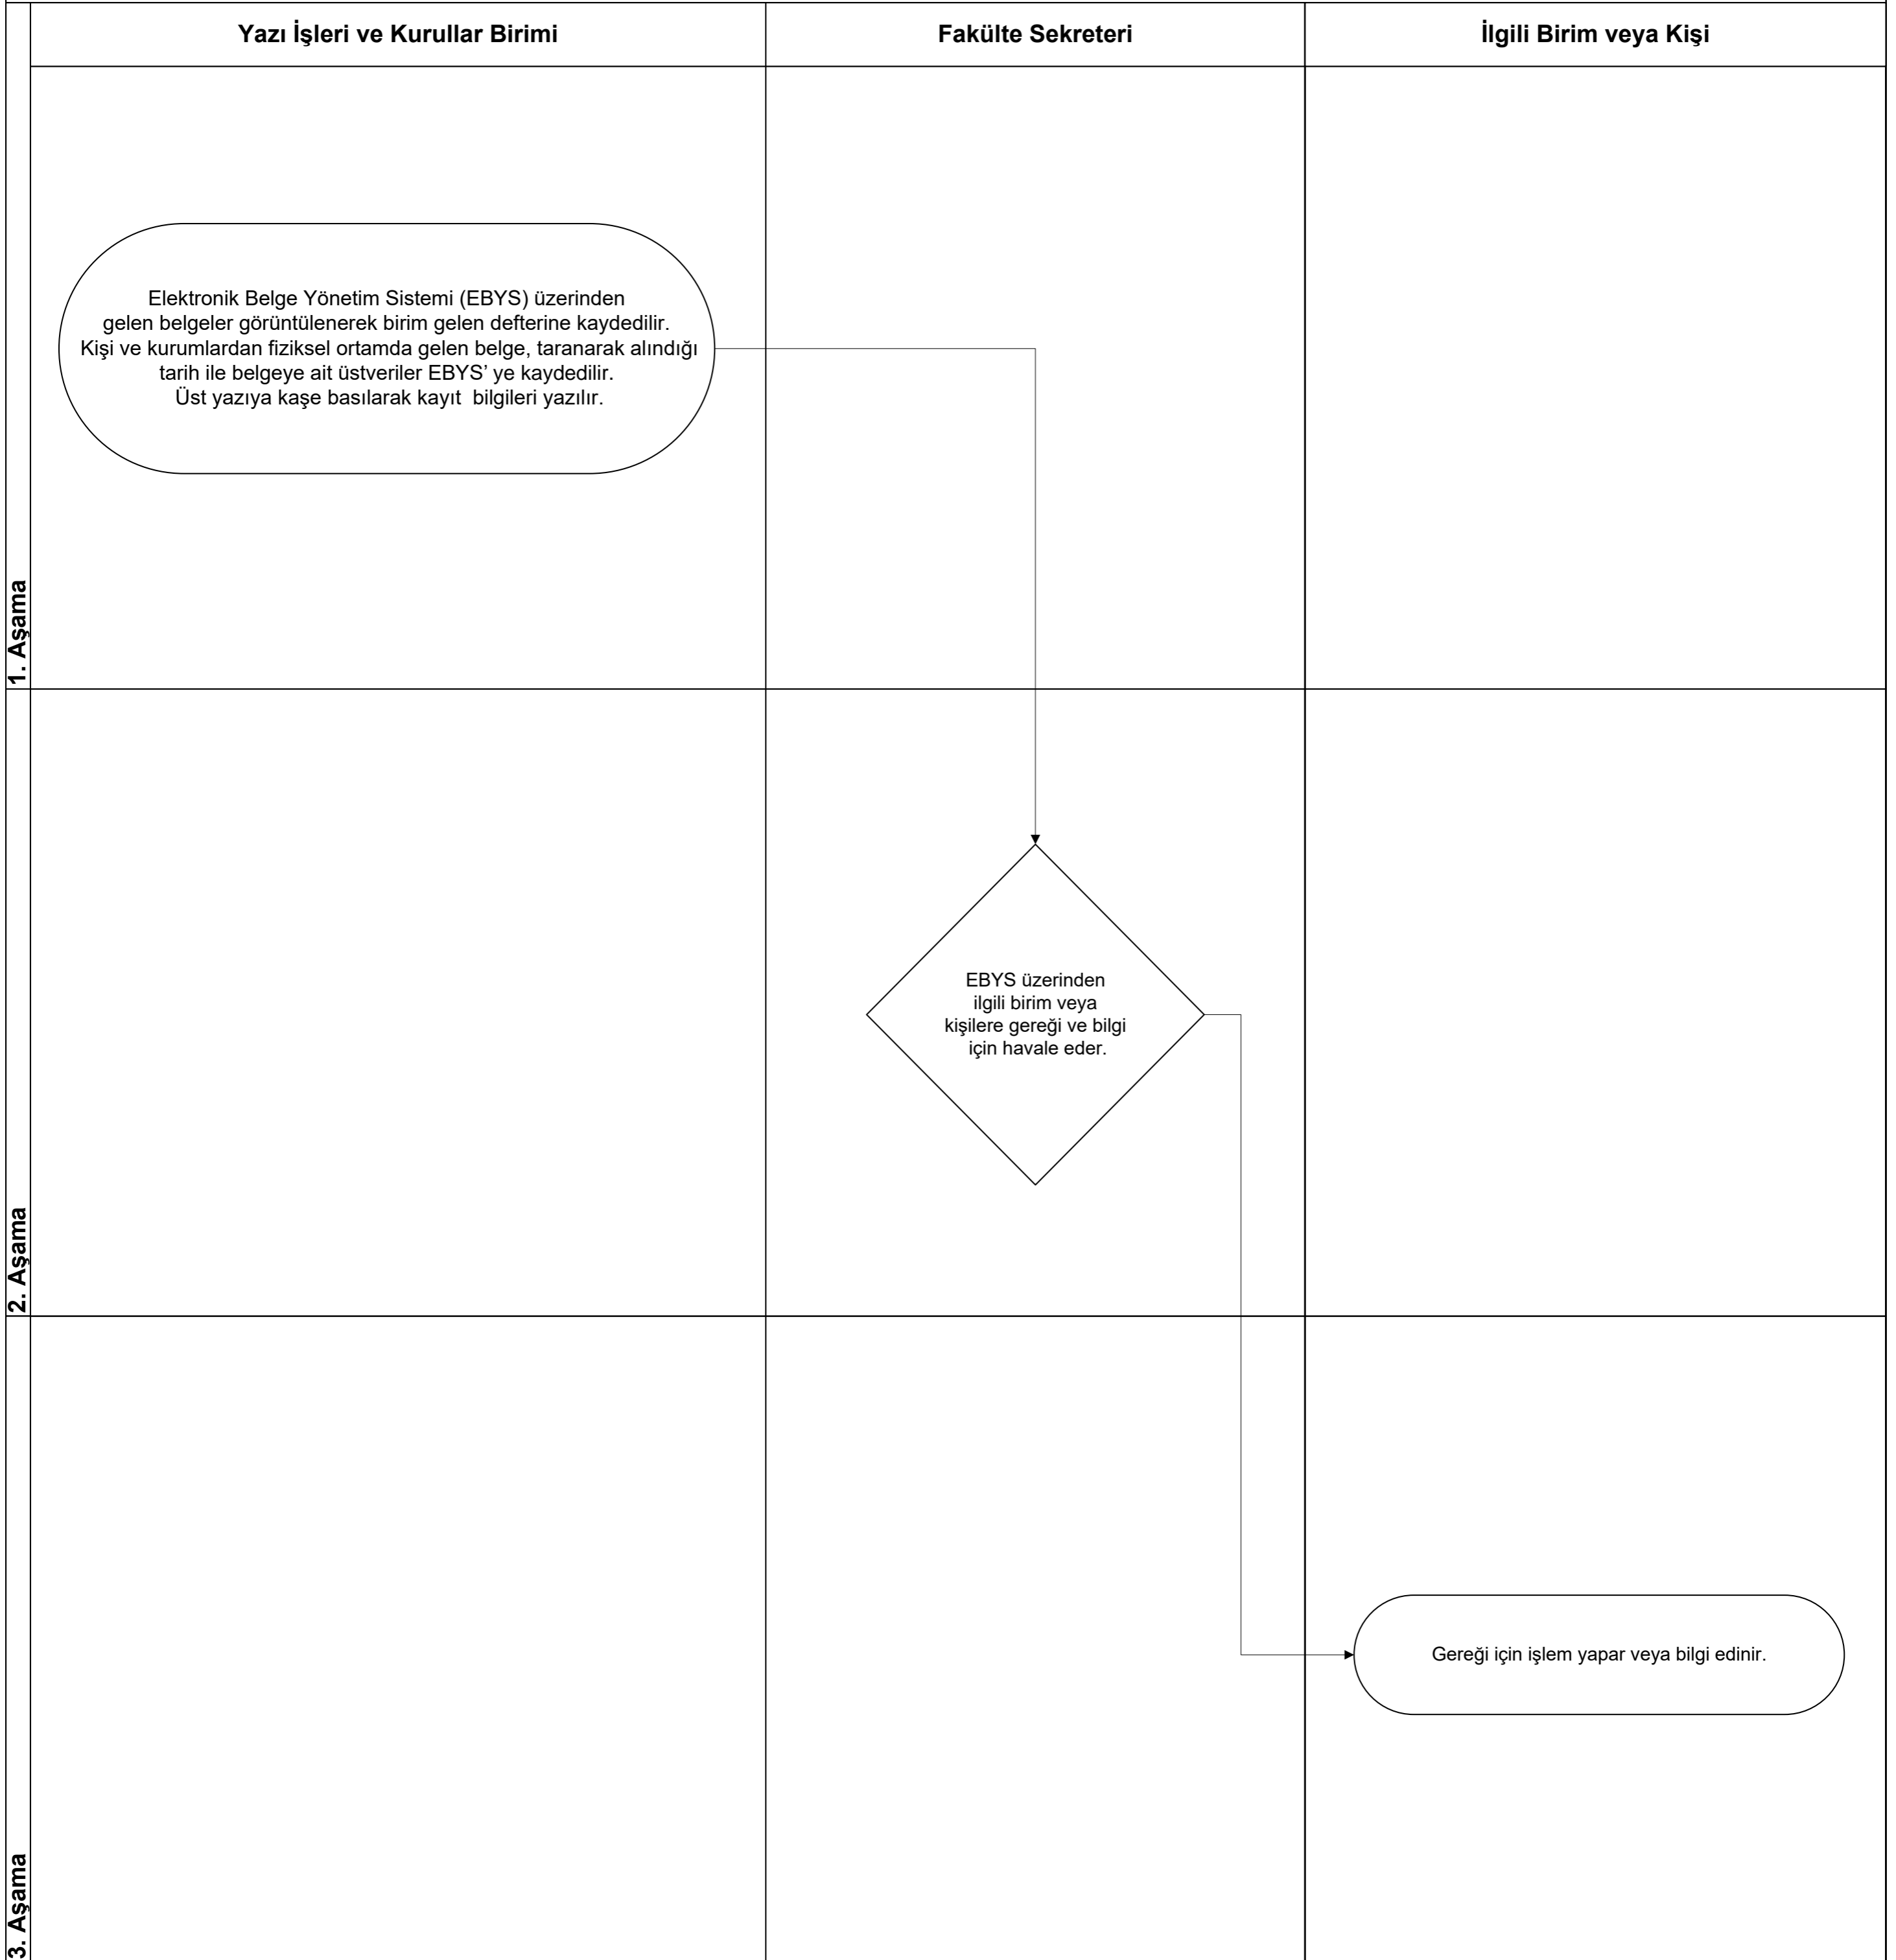 Yazı İşleri ve Kurullar Birimi
Fakülte Sekreteri
İlgili Birim veya Kişi
1. Aşama
Elektronik Belge Yönetim Sistemi (EBYS) üzerinden
gelen belgeler görüntülenerek birim gelen defterine kaydedilir.
Kişi ve kurumlardan fiziksel ortamda gelen belge, taranarak alındığı
tarih ile belgeye ait üstveriler EBYS’ ye kaydedilir.
Üst yazıya kaşe basılarak kayıt  bilgileri yazılır.
2. Aşama
EBYS üzerinden
ilgili birim veya
kişilere gereği ve bilgi
için havale eder.
3. Aşama
Gereği için işlem yapar veya bilgi edinir.